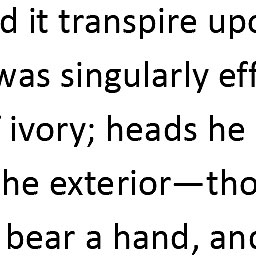 d it transpire upo
was singularly eff
ivory; heads he
he exterior—tho
bear a hand, and